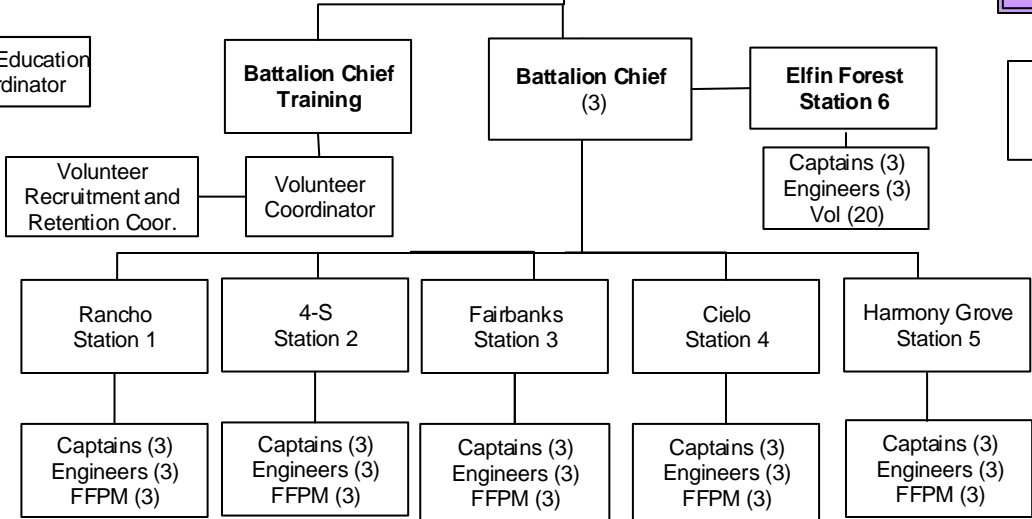 Education
Battalion Chief
Training
Battalion Chief
(3)
Elfin Forest
Station 6
Captains (3)
Engineers (3)
Vol (20)
Volunteer
Recruitment and
Retention Coor.
Volunteer
Coordinator
Rancho
Station 1
4-S
Station 2
Fairbanks
Station 3
Cielo
Station 4
Harmony Grove
Station 5
Captains (3)
Engineers (3)
FFPM (3)
Captains (3)
Engineers (3)
FFPM (3)
Captains (3)
Engineers (3)
FFPM (3)
Captains (3)
Engineers (3)
FFPM (3)
Captains (3)
Engineers (3)
FFPM (3)